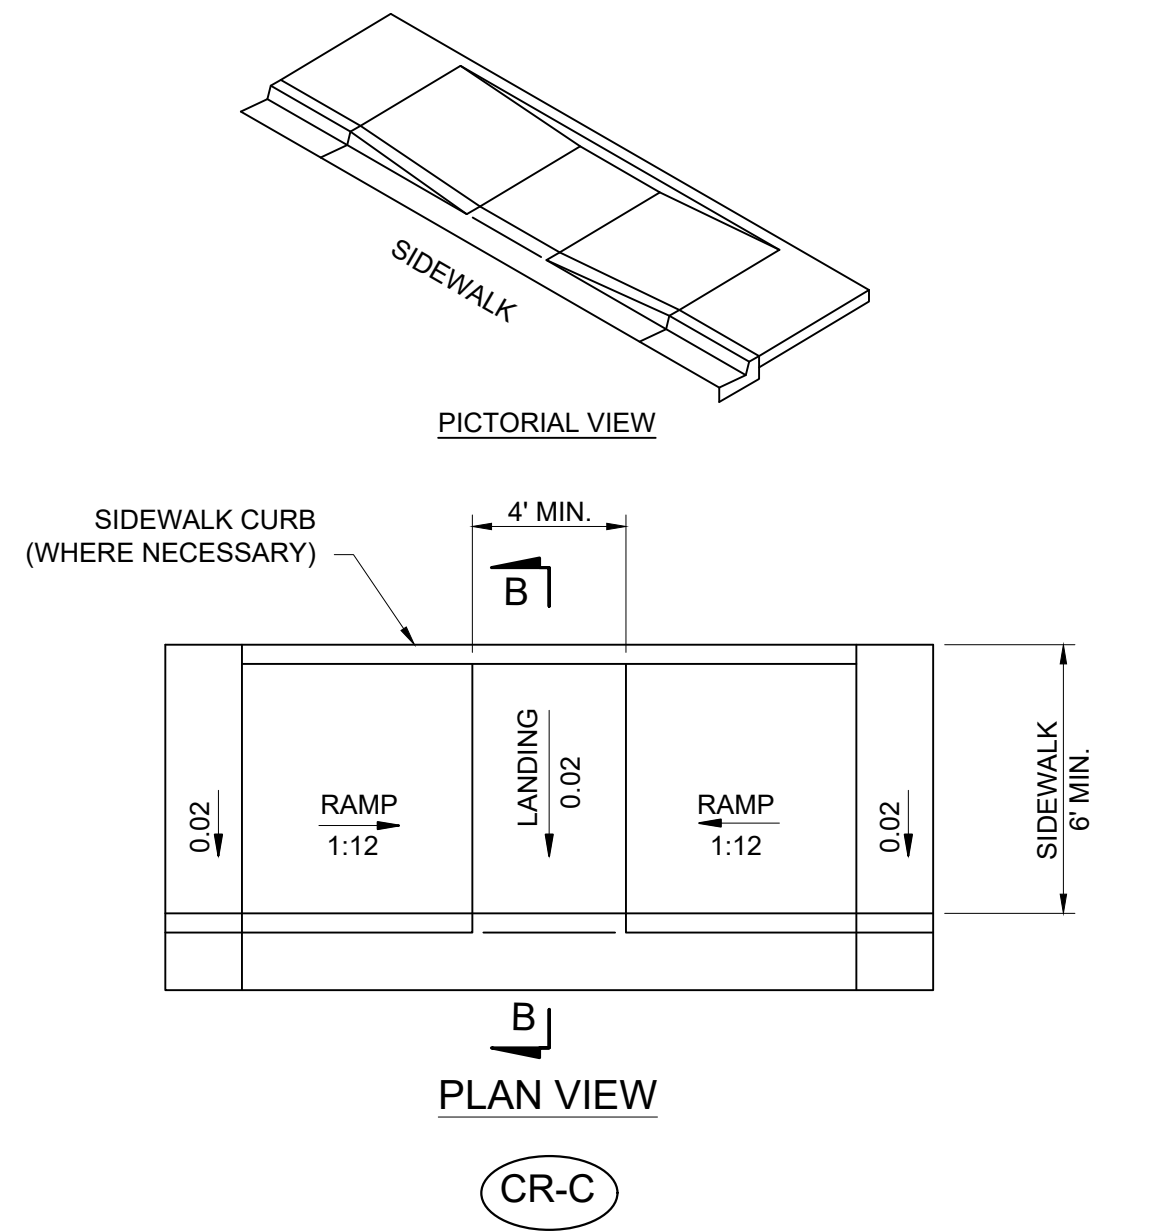 SIDEWALK
PICTORIAL VIEW
SIDEWALK CURB
(WHERE NECESSARY)
4' MIN.
B
0.02
RAMP
1:12
LANDING
0.02
RAMP
1:12
0.02
SIDEWALK
6' MIN.
B
PLAN VIEW
CR-C